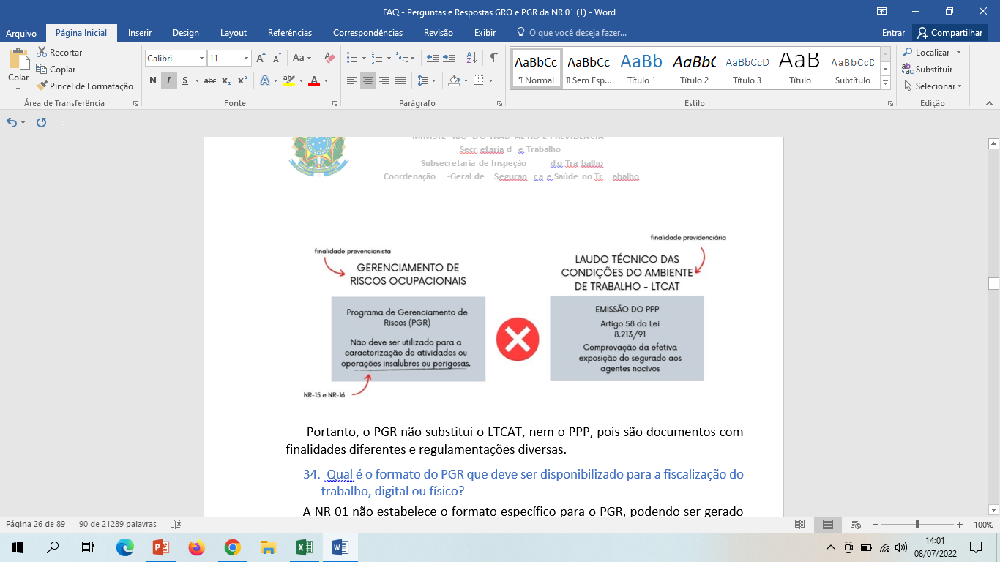 FAQ - Perguntas e Respostas GRO e PGR da NR 01 (1) - Word
Arquivo
Página Inicial
Inserir
Design
Layout
Referências
Correspondências
Revisão
Exibir
O que você deseja fazer...
Entrar
Compartilhar
Colar
Recortar
Copiar
Pincel de Formatação
Área de Transferência
Calibri
11
Aa
N I S abc x₂ x²
Fonte
Parágrafo
AaBbCc
¶ Normal
AaBbCc
¶ Sem Esp...
AaBb
Título 1
AaBbC
Título 2
AaBbCcD
Título 3
AaB
Título
AaBbCcD
Subtítulo
Estilo
Localizar
Substituir
Selecionar
Edição
Secr etaria d e Trabalho
Subsecretaria de Inspeção do Tra balho
Coordenação -Geral de Seguran ça e Saúde no Tr abalho
finalidade prevencionista
GERENCIAMENTO DE
RISCOS OCUPACIONAIS
Programa de Gerenciamento de
Riscos (PGR)
Não deve ser utilizado para a
caracterização de atividades ou
operações insalubres ou perigosas.
NR-15 e NR-16
finalidade previdenciária
LAUDO TÉCNICO DAS
CONDIÇÕES DO AMBIENTE
DE TRABALHO - LTCAT
EMISSÃO DO PPP
Artigo 58 da Lei
8.213/91
Comprovação da efetiva
exposição do segurado aos
agentes nocivos
Portanto, o PGR não substitui o LTCAT, nem o PPP, pois são documentos com
finalidades diferentes e regulamentações diversas.
34. Qual é o formato do PGR que deve ser disponibilizado para a fiscalização do
trabalho, digital ou físico?
A NR 01 não estabelece o formato específico para o PGR, podendo ser gerado
Página 26 de 89
90 de 21289 palavras
100%
14:01
08/07/2022